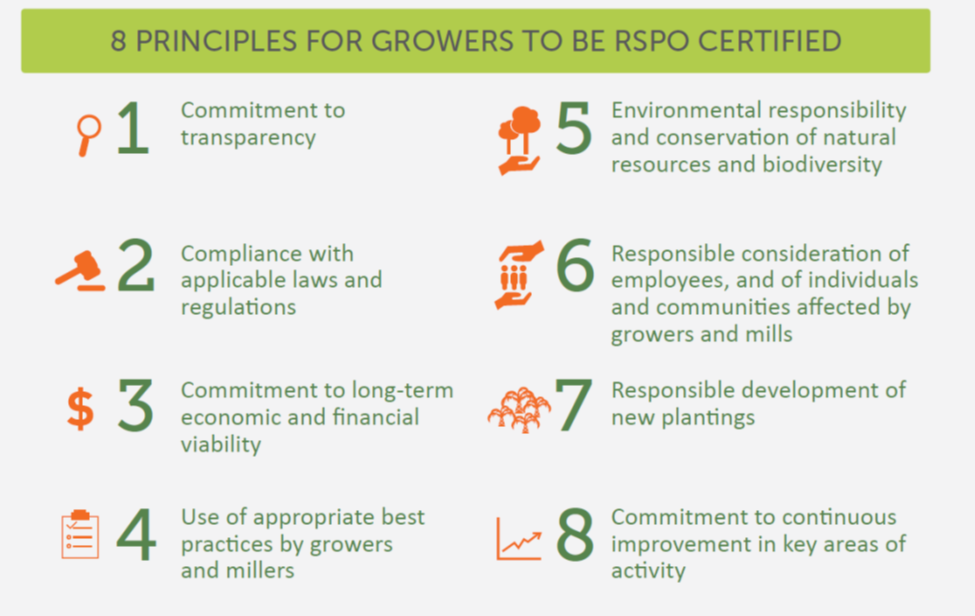 8 PRINCIPLES FOR GROWERS TO BE RSPO CERTIFIED
1
Commitment to
transparency
2
Compliance with
applicable laws and
regulations
$
3
Commitment to long-term
economic and financial
viability
4
Use of appropriate best
practices by growers
and millers
5
Environmental responsibility
and conservation of natural
resources and biodiversity
6
Responsible consideration of
employees, and of individuals
and communities affected by
growers and mills
7
Responsible development of
new plantings
8
Commitment to continuous
improvement in key areas of
activity